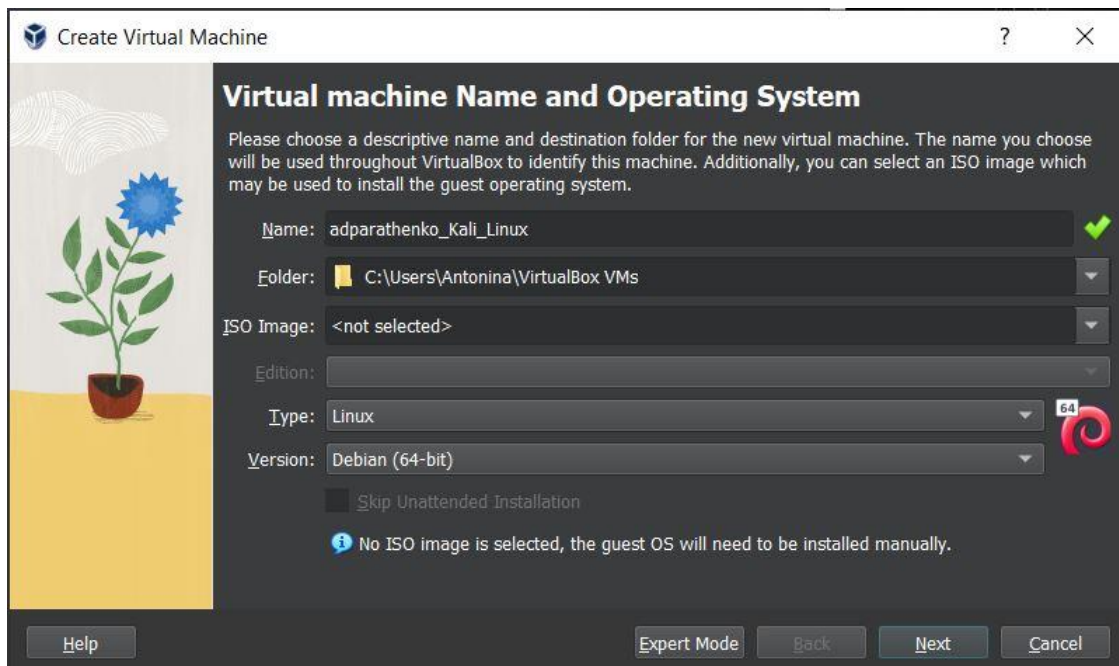 Create Virtual Machine
?
Virtual machine Name and Operating System
Please choose a descriptive name and destination folder for the new virtual machine. The name you choose
will be used throughout VirtualBox to identify this machine. Additionally, you can select an ISO image which
may be used to install the guest operating system.
Name: adparathenko_Kali_Linux
Folder: C:\Users\Antonina\VirtualBox VMs
ISO Image: <not selected>
Edition:
Type: Linux
64
Version: Debian (64-bit)
Skip Unattended Installation
No ISO image is selected, the guest OS will need to be installed manually.
Help Expert Mode Back Next Cancel